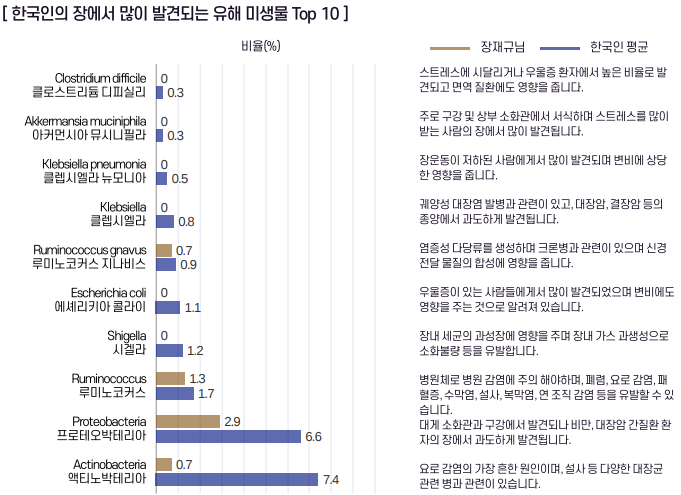 [ 한국인의 장에서 많이 발견되는 유해 미생물 Top 10 ]
비율(%)
장재규님
한국인 평균
Clostridium difficile
클로스트리듐 디피실리
0
0.3
스트레스에 시달리거나 우울증 환자에서 높은 비율로 발
견되고 면역 질환에도 영향을 줍니다.
Akkermansia muciniphila
아커먼시아 뮤시니필라
0
0.3
주로 구강 및 상부 소화관에서 서식하며 스트레스를 많이
받는 사람의 장에서 많이 발견됩니다.
Klebsiella pneumonia
클렙시엘라 뉴모니아
0
0.5
장운동이 저하된 사람에게서 많이 발견되며 변비에 상당
한 영향을 줍니다.
Klebsiella
클렙시엘라
0
0.8
궤양성 대장염 발병과 관련이 있고, 대장암, 결장암 등의
종양에서 과도하게 발견됩니다.
Ruminococcus gnavus
루미노코커스 지나비스
0.7
0.9
염증성 다당류를 생성하며 크론병과 관련이 있으며 신경
전달 물질의 합성에 영향을 줍니다.
Escherichia coli
에셰리키아 콜라이
0
1.1
우울증이 있는 사람들에게서 많이 발견되었으며 변비에도
영향을 주는 것으로 알려져 있습니다.
Shigella
시겔라
0
1.2
장내 세균의 과성장에 영향을 주며 장내 가스 과생성으로
소화불량 등을 유발합니다.
Ruminococcus
루미노코커스
1.3
1.7
병원체로 병원 감염에 주의 해야하며, 폐렴, 요로 감염, 패
혈증, 수막염, 설사, 복막염, 연 조직 감염 등을 유발할 수 있
습니다.
Proteobacteria
프로테오박테리아
2.9
6.6
대게 소화관과 구강에서 발견되나 비만, 대장암 간질환 환
자의 장에서 과도하게 발견됩니다.
Actinobacteria
액티노박테리아
0.7
7.4
요로 감염의 가장 흔한 원인이며, 설사 등 다양한 대장균
관련 병과 관련이 있습니다.